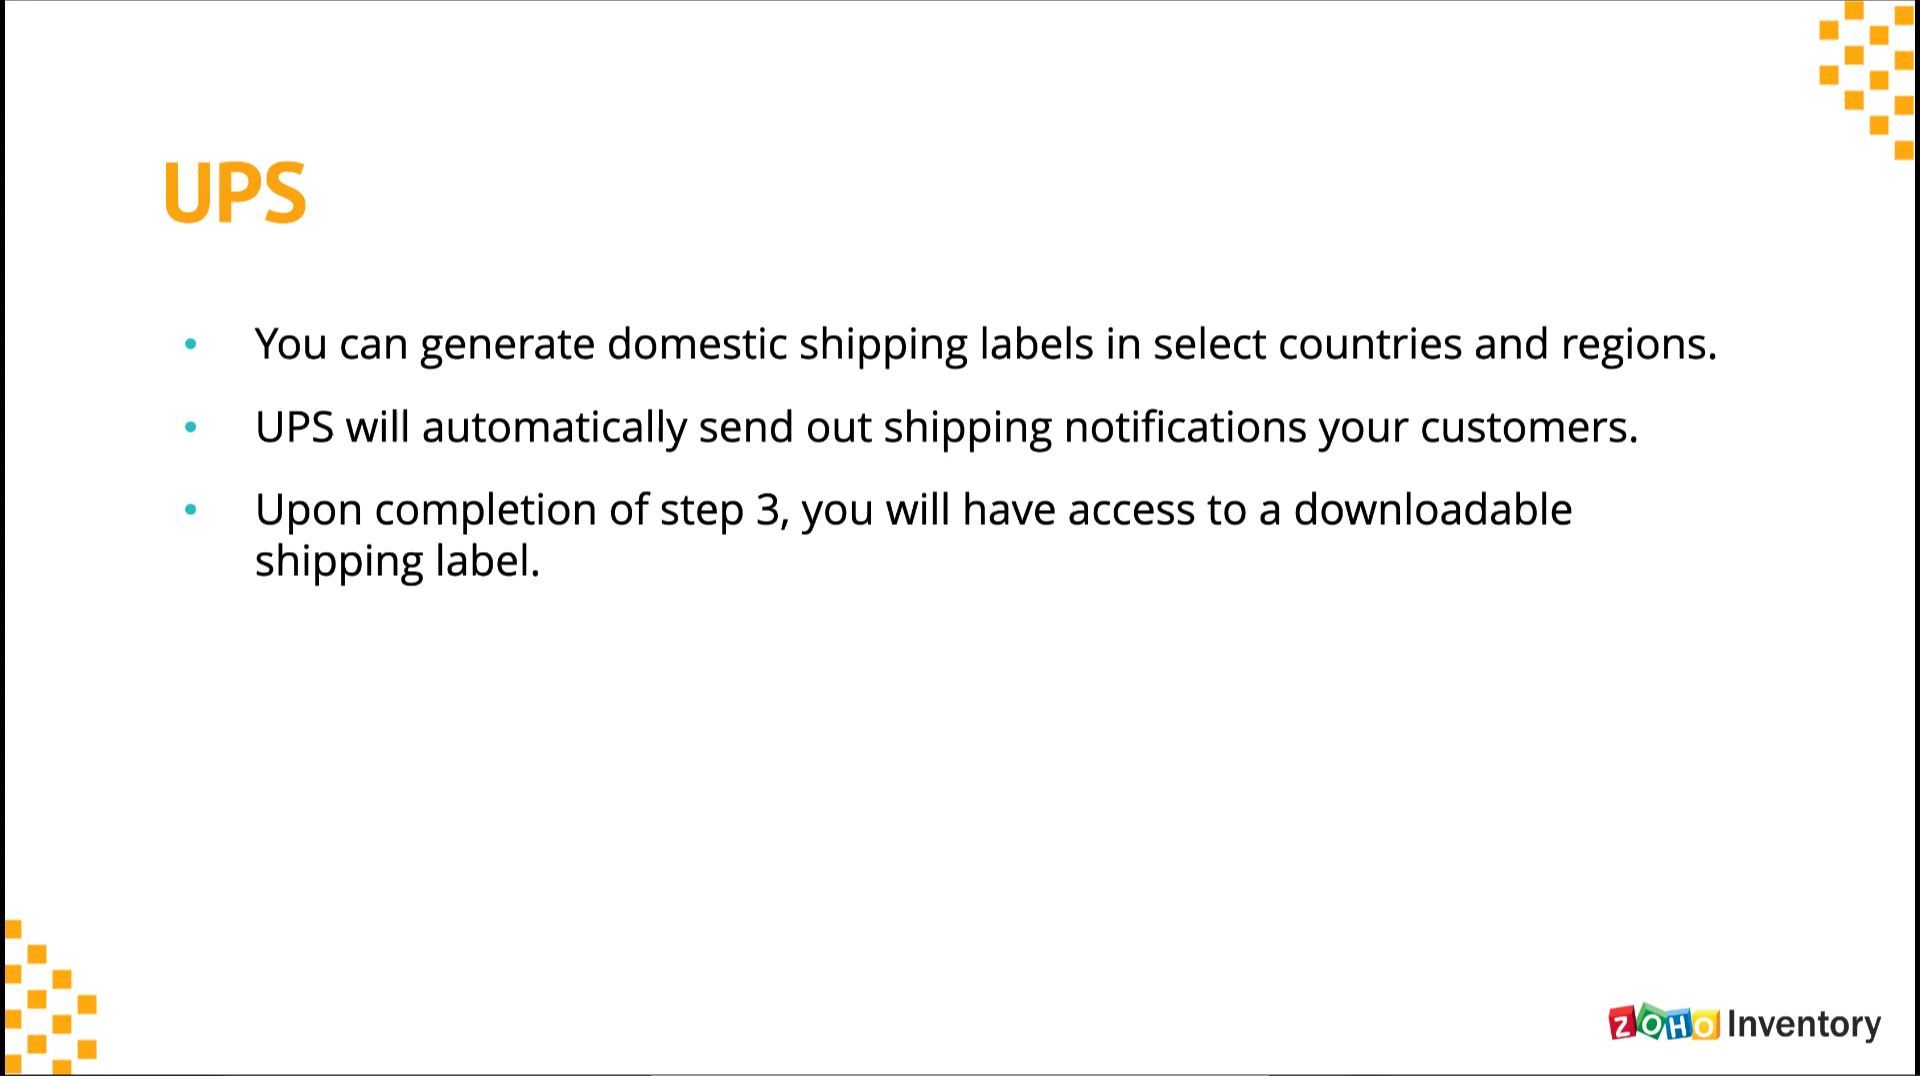 UPS
• You can generate domestic shipping labels in select countries and regions.
• UPS will automatically send out shipping notifications your customers.
• Upon completion of step 3, you will have access to a downloadable
shipping label.
ZOHO Inventory